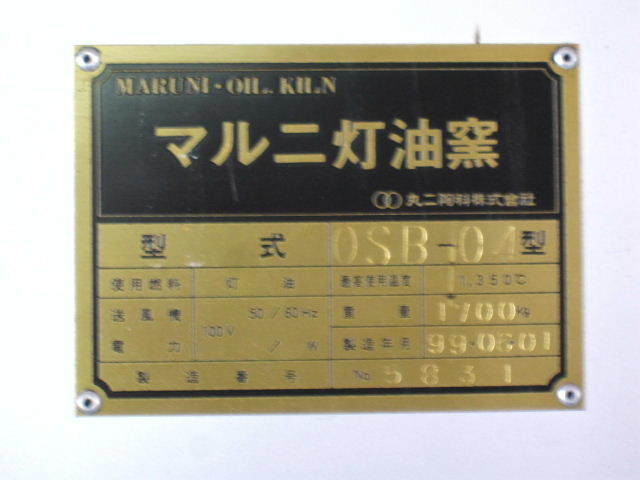 MARUNI・OIL. KILN
マルニ灯油窯
丸二陶料株式会社
型式 OSB-04型
使用燃料 灯油 最高使用温度 1,350℃
送風機 100V 50/60Hz 重量 1700kg
電力 / W 製造年月 99-0601
製造番号 No. 5831